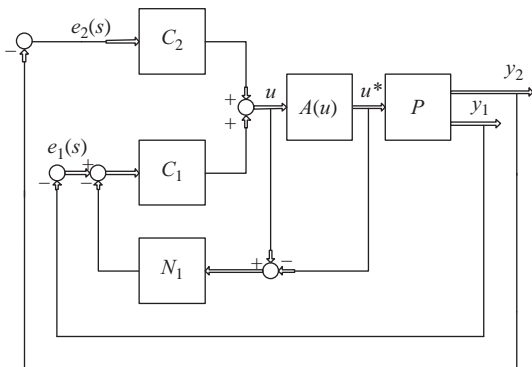 e₂(s)
C₂
y₂
−
+
u
A(u)
u*
P
y₁
+
e₁(s)
+
C₁
−
−
N₁
+
−